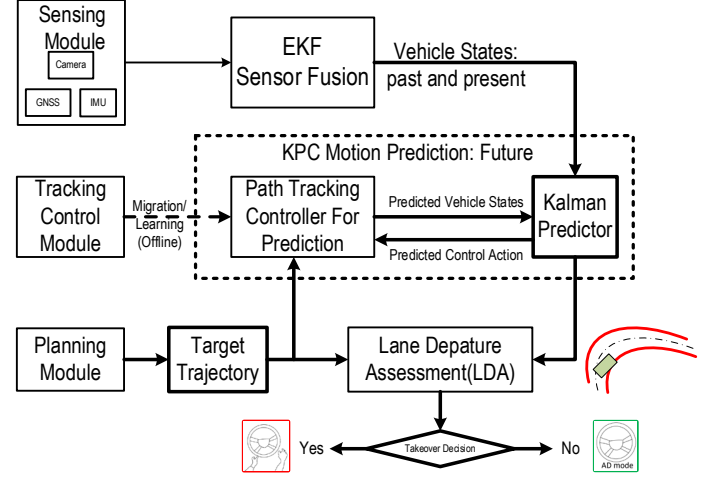 Sensing
Module
Camera
GNSS
IMU
EKF
Sensor Fusion
Vehicle States:
past and present
KPC Motion Prediction: Future
Tracking
Control
Module
Migration/
Learning
(Offline)
Path Tracking
Controller For
Prediction
Predicted Vehicle States
Predicted Control Action
Kalman
Predictor
Planning
Module
Target
Trajectory
Lane Depature
Assessment(LDA)
Yes
Takeover Decision
No
AD mode